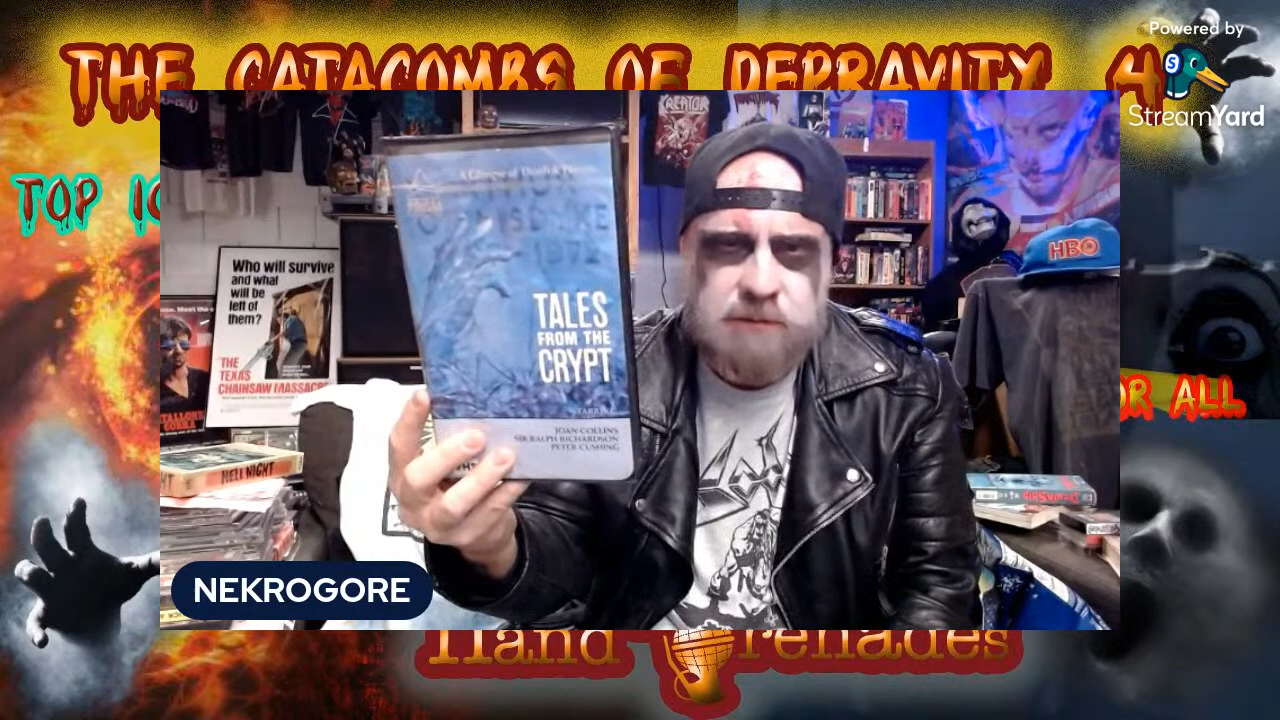 Powered by
StreamYard
THE CATACOMBS OF DEPRAVITY
TOP
HBO
Who will survive
and what
will be
left of
them?
THE
TEXAS
CHAINSAW MASSACRE
A Glimpse of Death &
TALES
FROM THE
CRYPT
STARRING
JOAN COLLINS
SIR RALPH RICHARDSON
PETER CUSHING
KREATOR
HELL NIGHT
OR ALL
NEKROGORE
Hand Grenades